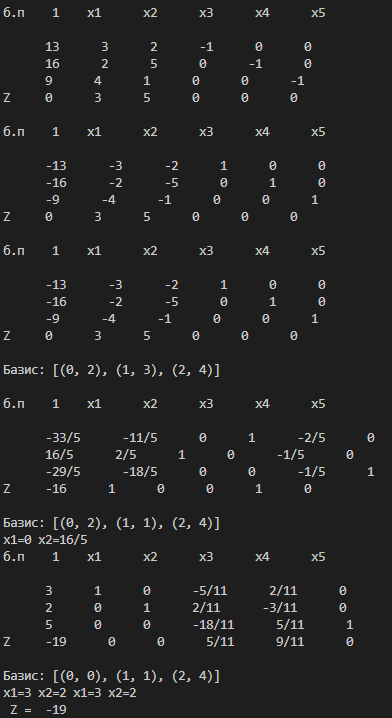 б.п 1 x1 x2 x3 x4 x5
13 3 2 -1 0 0
16 2 5 0 -1 0
9 4 1 0 0 -1
Z 0 3 5 0 0 0
б.п 1 x1 x2 x3 x4 x5
-13 -3 -2 1 0 0
-16 -2 -5 0 1 0
-9 -4 -1 0 0 1
Z 0 3 5 0 0 0
б.п 1 x1 x2 x3 x4 x5
-13 -3 -2 1 0 0
-16 -2 -5 0 1 0
-9 -4 -1 0 0 1
Z 0 3 5 0 0 0
Базис: [(0, 2), (1, 3), (2, 4)]
б.п 1 x1 x2 x3 x4 x5
-33/5 -11/5 0 1 -2/5 0
16/5 2/5 1 0 -1/5 0
-29/5 -18/5 0 0 -1/5 1
Z -16 1 0 0 1 0
Базис: [(0, 2), (1, 1), (2, 4)]
x1=0 x2=16/5
б.п 1 x1 x2 x3 x4 x5
3 1 0 -5/11 2/11 0
2 0 1 2/11 -3/11 0
5 0 0 -18/11 5/11 1
Z -19 0 0 5/11 9/11 0
Базис: [(0, 0), (1, 1), (2, 4)]
x1=3 x2=2 x1=3 x2=2
Z = -19